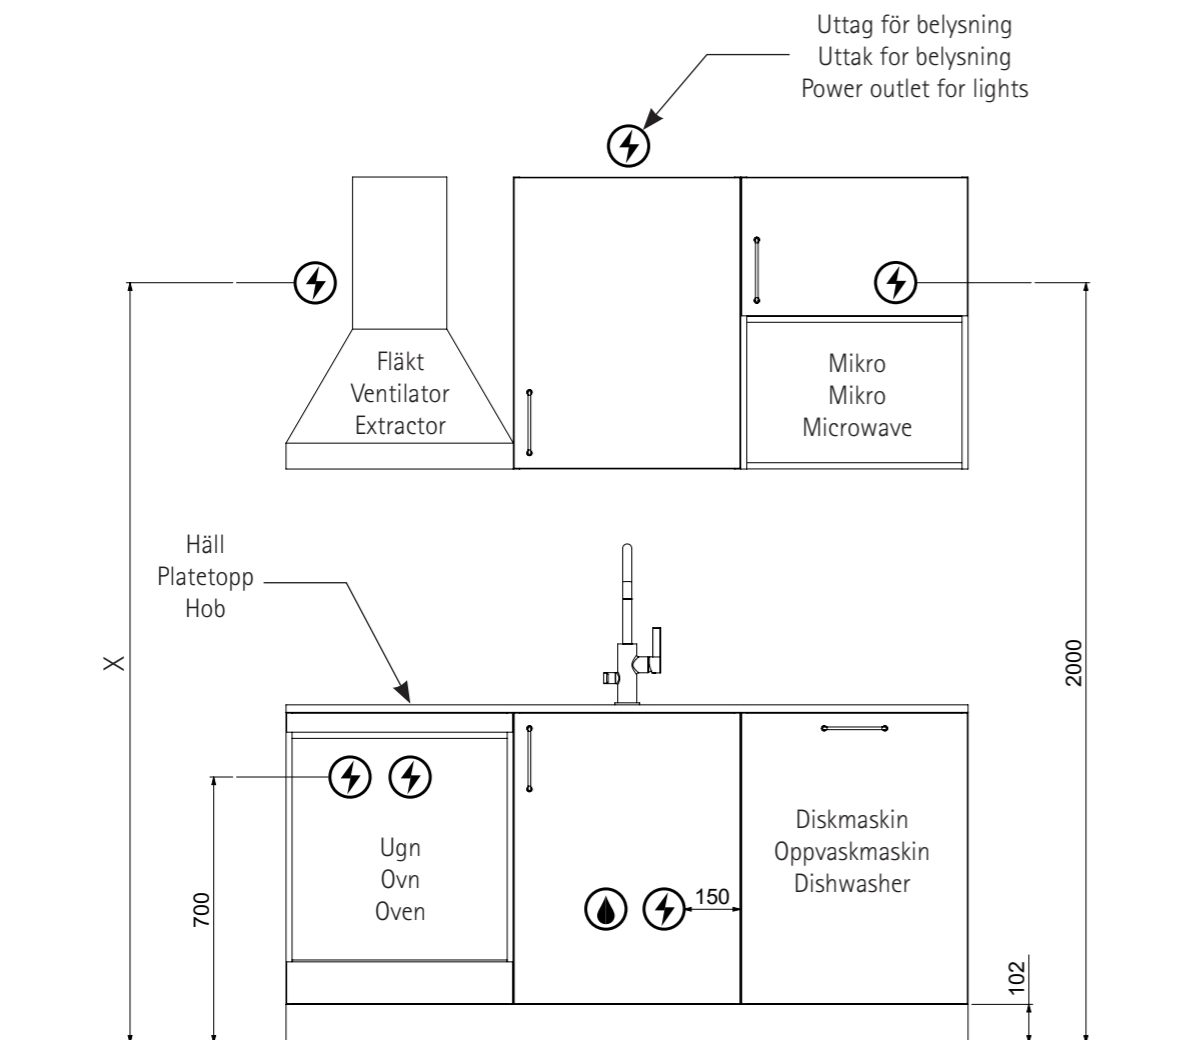 Uttag för belysning
Uttak for belysning
Power outlet for lights
Fläkt
Ventilator
Extractor
Mikro
Mikro
Microwave
Häll
Platetopp
Hob
X
2000
Ugn
Ovn
Oven
700
150
Diskmaskin
Oppvaskmaskin
Dishwasher
102